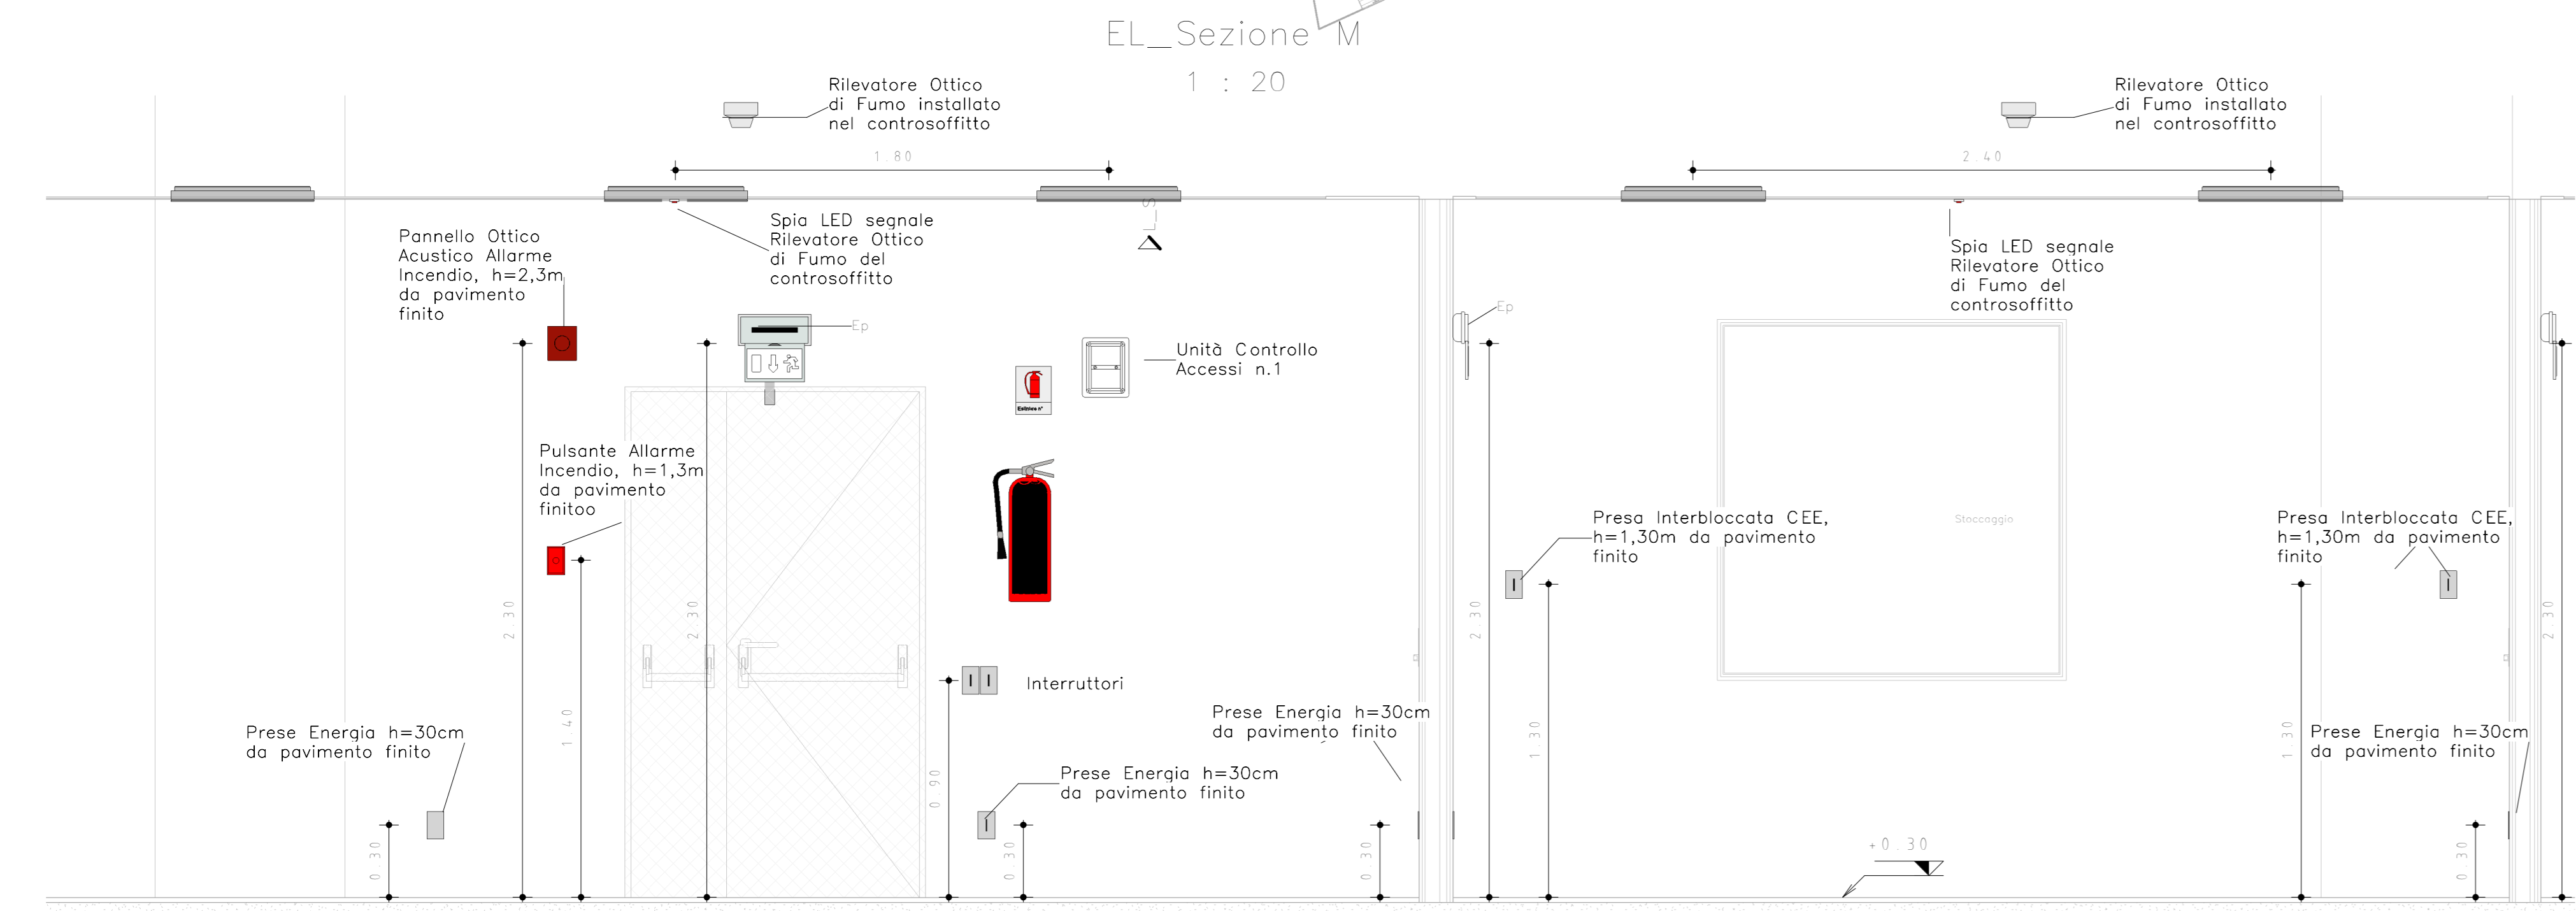 EL_Sezione M
1 : 20
Rilevatore Ottico
di Fumo installato
nel controsoffitto
Rilevatore Ottico
di Fumo installato
nel controsoffitto
1.80
2.40
Spia LED segnale
Rilevatore Ottico
di Fumo del
controsoffitto
L_S
Pannello Ottico
Acustico Allarme
Incendio, h=2,3m
da pavimento
finito
Spia LED segnale
Rilevatore Ottico
di Fumo del
controsoffitto
Ep
Ep
Unità Controllo
Accessi n.1
Estintore n°
Pulsante Allarme
Incendio, h=1,3m
da pavimento
finitoo
Presa Interbloccata CEE,
h=1,30m da pavimento
finito
Stoccaggio
Presa Interbloccata CEE,
h=1,30m da pavimento
finito
2.30
2.30
2.30
2.30
Interruttori
1.40
Prese Energia h=30cm
da pavimento finito
Prese Energia h=30cm
da pavimento finito
1.30
1.30
Prese Energia h=30cm
da pavimento finito
0.90
Prese Energia h=30cm
da pavimento finito
0.30
0.30
0.30
+0.30
0.30